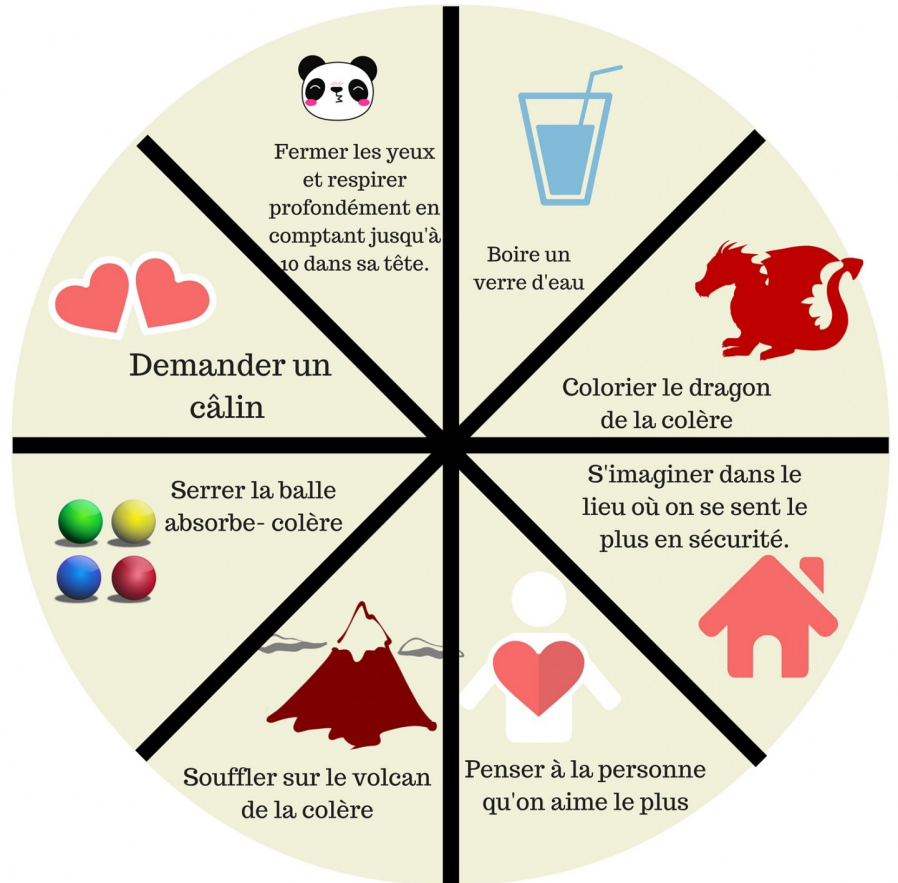 Fermer les yeux
et respirer
profondément en
comptant jusqu'à
10 dans sa tête.
Boire un
verre d'eau
Colorier le dragon
de la colère
S'imaginer dans le
lieu où on se sent le
plus en sécurité.
Penser à la personne
qu'on aime le plus
Souffler sur le volcan
de la colère
Serrer la balle
absorbe- colère
Demander un
câlin